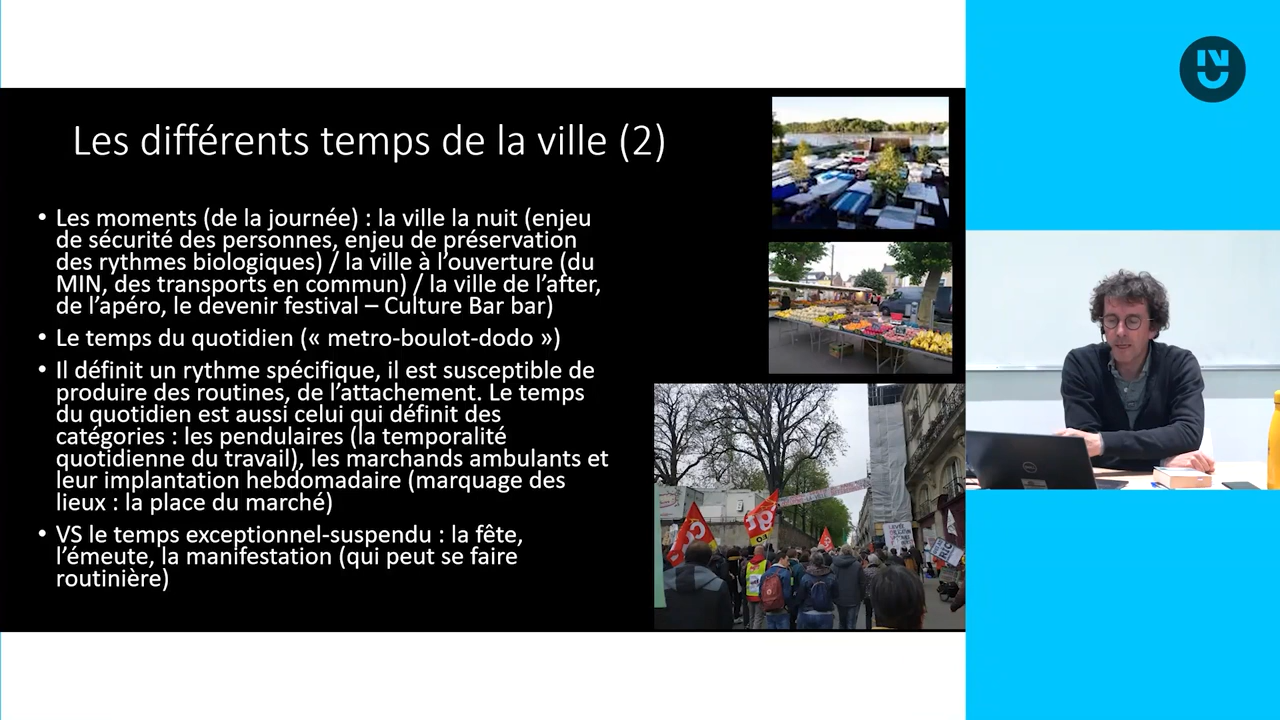 Les différents temps de la ville (2)
• Les moments (de la journée) : la ville la nuit (enjeu
de sécurité des personnes, enjeu de préservation
des rythmes biologiques) / la ville à l’ouverture (du
MIN, des transports en commun) / la ville de l’after,
de l’apéro, le devenir festival – Culture Bar bar)
• Le temps du quotidien (« metro-boulot-dodo »)
• Il définit un rythme spécifique, il est susceptible de
produire des routines, de l’attachement. Le temps
du quotidien est aussi celui qui définit des
catégories : les pendulaires (la temporalité
quotidienne du travail), les marchands ambulants et
leur implantation hebdomadaire (marquage des
lieux : la place du marché)
• VS le temps exceptionnel-suspendu : la fête,
l’émeute, la manifestation (qui peut se faire
routinière)
cgt
FO
DELL